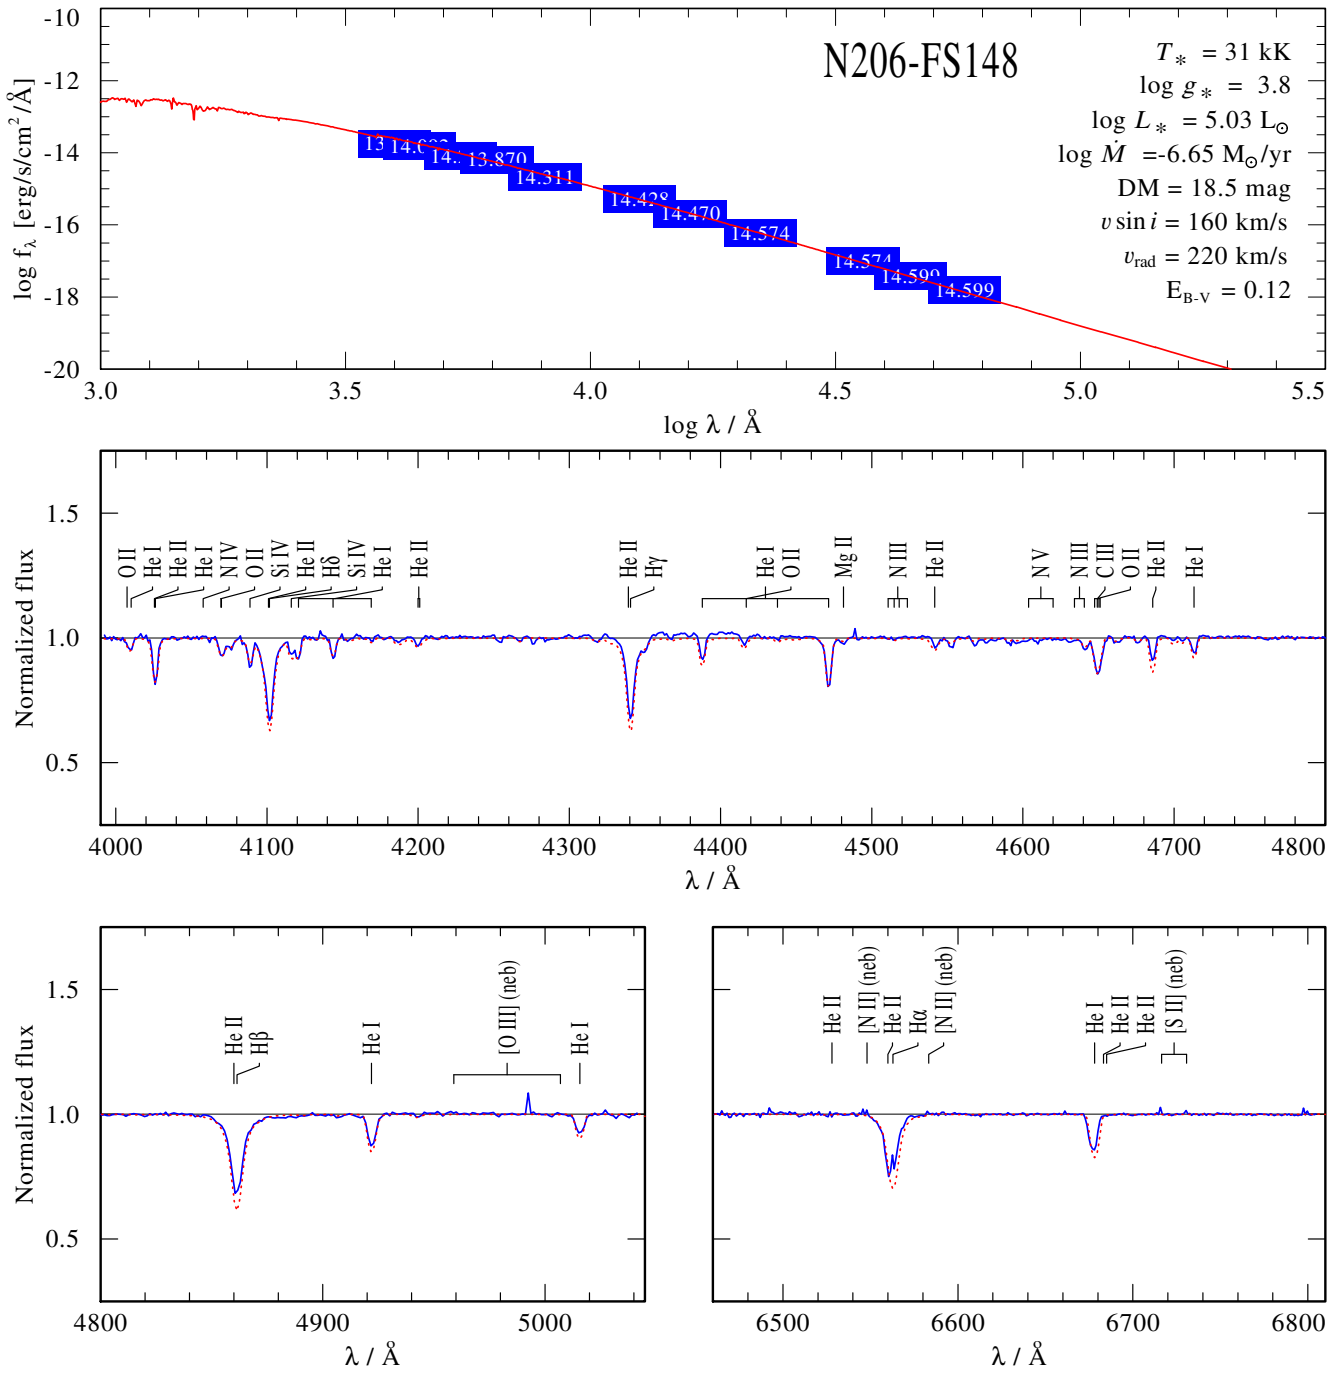 N206-FS148
T* = 31 kK
log g* = 3.8
log L* = 5.03 L⊙
log Ṁ =-6.65 M⊙/yr
DM = 18.5 mag
v sin i = 160 km/s
vrad = 220 km/s
EB-V = 0.12
log fλ [erg/s/cm²/Å]
-10
-12
-14
-16
-18
-20
13.870
14.311
14.428
14.470
14.574
14.574
14.599
14.599
3.0 3.5 4.0 4.5 5.0 5.5
log λ / Å
Normalized flux
1.5
1.0
0.5
O II He I He II He I N IV O II Si IV He II Hδ Si IV He I He II He II Hγ He I O II Mg II N III He II N V N III C III O II He II He I
4000 4100 4200 4300 4400 4500 4600 4700 4800
λ / Å
Normalized flux
1.5
1.0
0.5
He II Hβ He I [O III] (neb) He I
4800 4900 5000
λ / Å
He II [N II] (neb) He II Hα [N II] (neb) He I He II He II [S II] (neb)
6500 6600 6700 6800
λ / Å